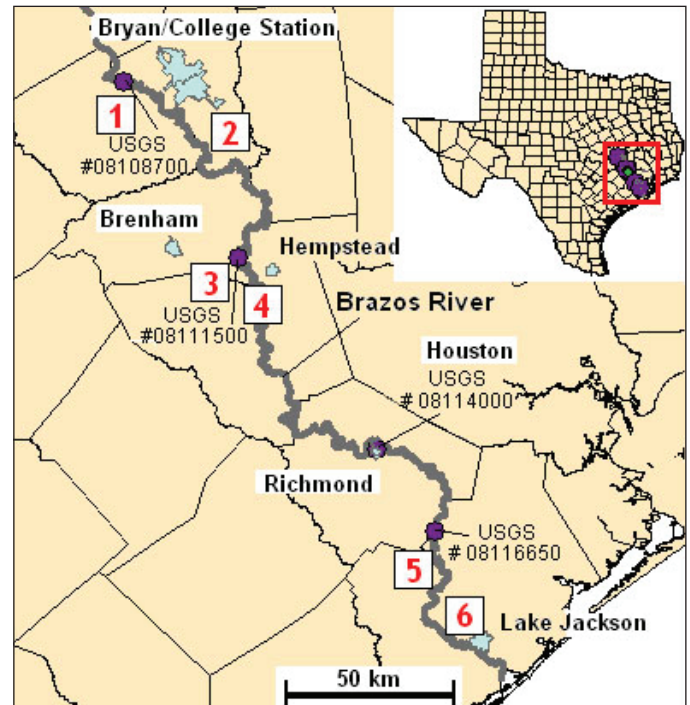 Bryan/College Station
1
USGS
#08108700
2
Brenham
Hempstead
3
USGS
#08111500
4
Brazos River
Houston
USGS
# 08114000
Richmond
USGS
# 08116650
5
6
Lake Jackson
50 km